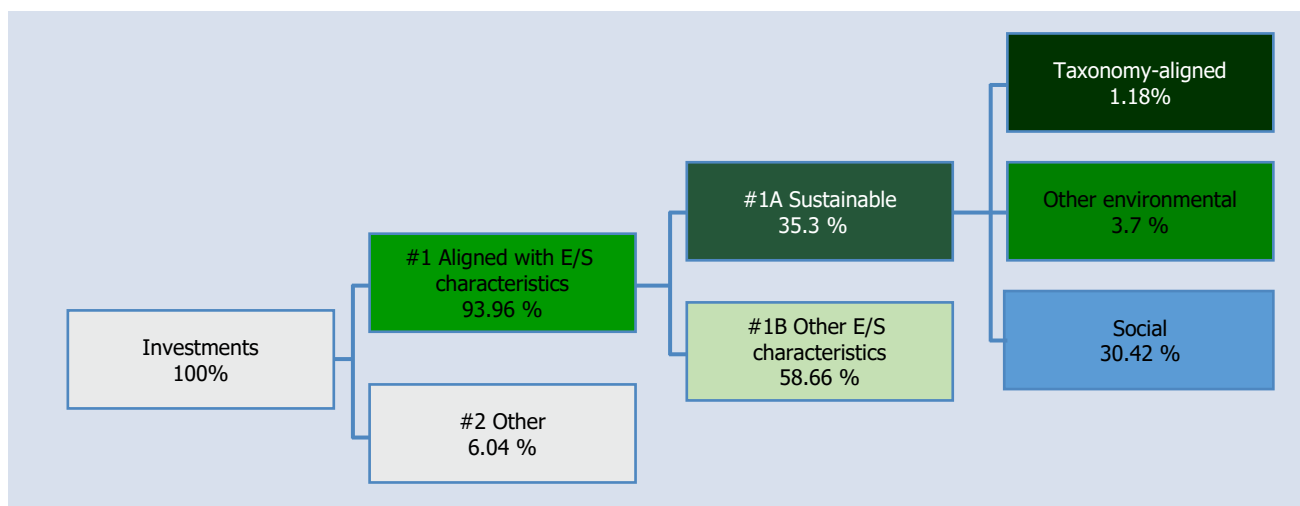 Investments
100%
#1 Aligned with E/S
characteristics
93.96 %
#2 Other
6.04 %
#1A Sustainable
35.3 %
#1B Other E/S
characteristics
58.66 %
Taxonomy-aligned
1.18%
Other environmental
3.7 %
Social
30.42 %